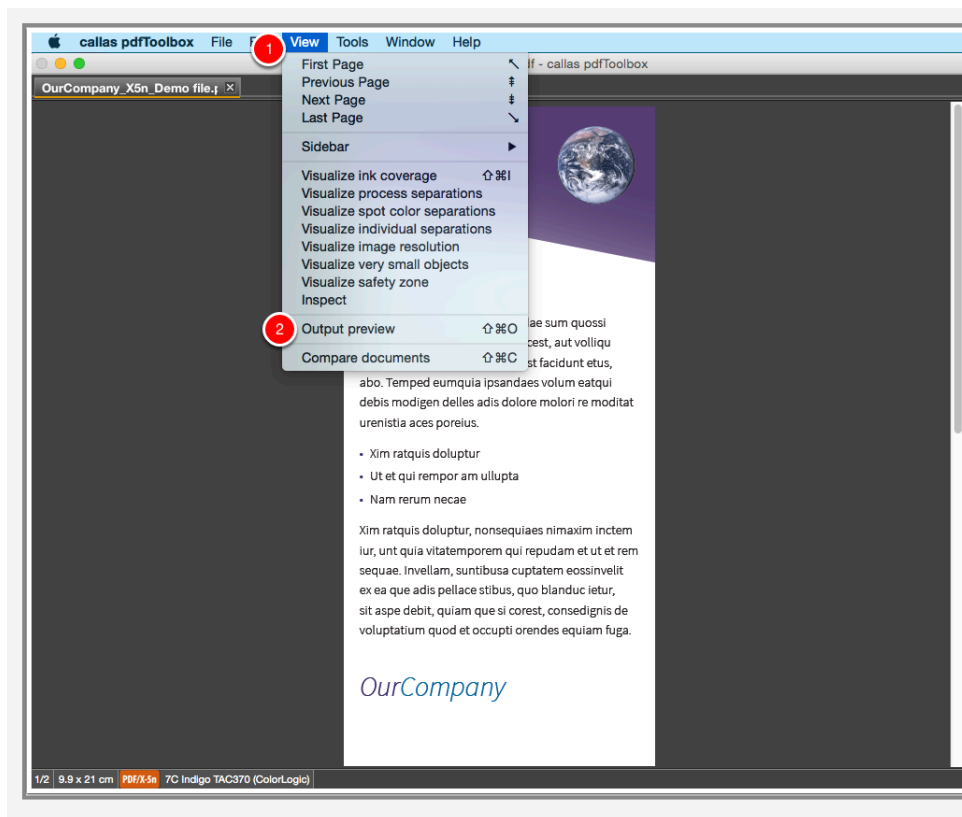 callas pdfToolbox File View Tools Window Help
1
df - callas pdfToolbox
OurCompany_X5n_Demo file.p
First Page
Previous Page
Next Page
Last Page
Sidebar
Visualize ink coverage ⇧⌘I
Visualize process separations
Visualize spot color separations
Visualize individual separations
Visualize image resolution
Visualize very small objects
Visualize safety zone
Inspect
2 Output preview ⇧⌘O
Compare documents ⇧⌘C
sum quossi
aut volliqu
facidunt etus,
abo. Temped eumquia ipsandaes volum eatqui
debis modigen delles adis dolore molori re moditat
urenistia aces poreius.
• Xim ratquis doluptur
• Ut et qui rempor am ullupta
• Nam rerum necae
Xim ratquis doluptur, nonsequiaes nimaxim inctem
iur, unt quia vitatemporem qui repudam et ut et rem
sequae. Invellam, suntibusa cuptatem eossinvelit
ex ea que adis pellace stibus, quo blanduc ietur,
sit aspe debit, quiam que si corest, consedignis de
voluptatium quod et occupti orendes equiam fuga.
OurCompany
1/2 9.9 x 21 cm PDF/X-5n 7C Indigo TAC370 (ColorLogic)